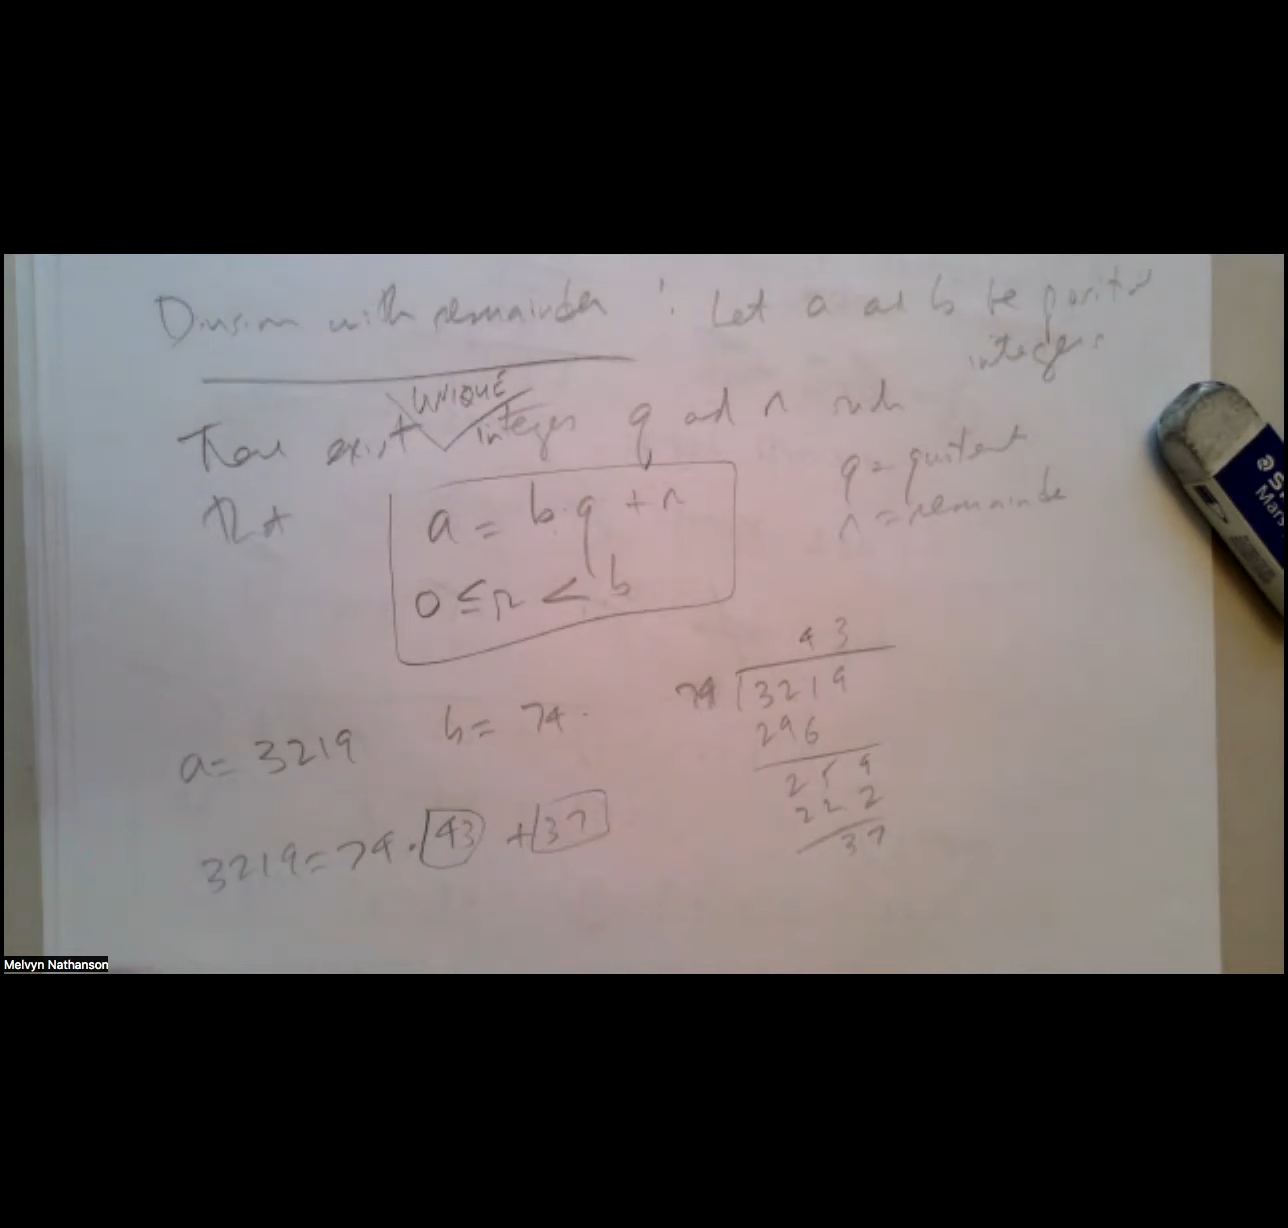 Division with remainder : Let a and b be positive
integers
UNIQUE
There exist integers q and r such
that
q = quotient
r = remainder
a = b·q + r
0 ≤ r < b
43
74 3219
296
259
222
37
a = 3219 b = 74.
3219 = 74 · 43 + 37
Melvyn Nathanson